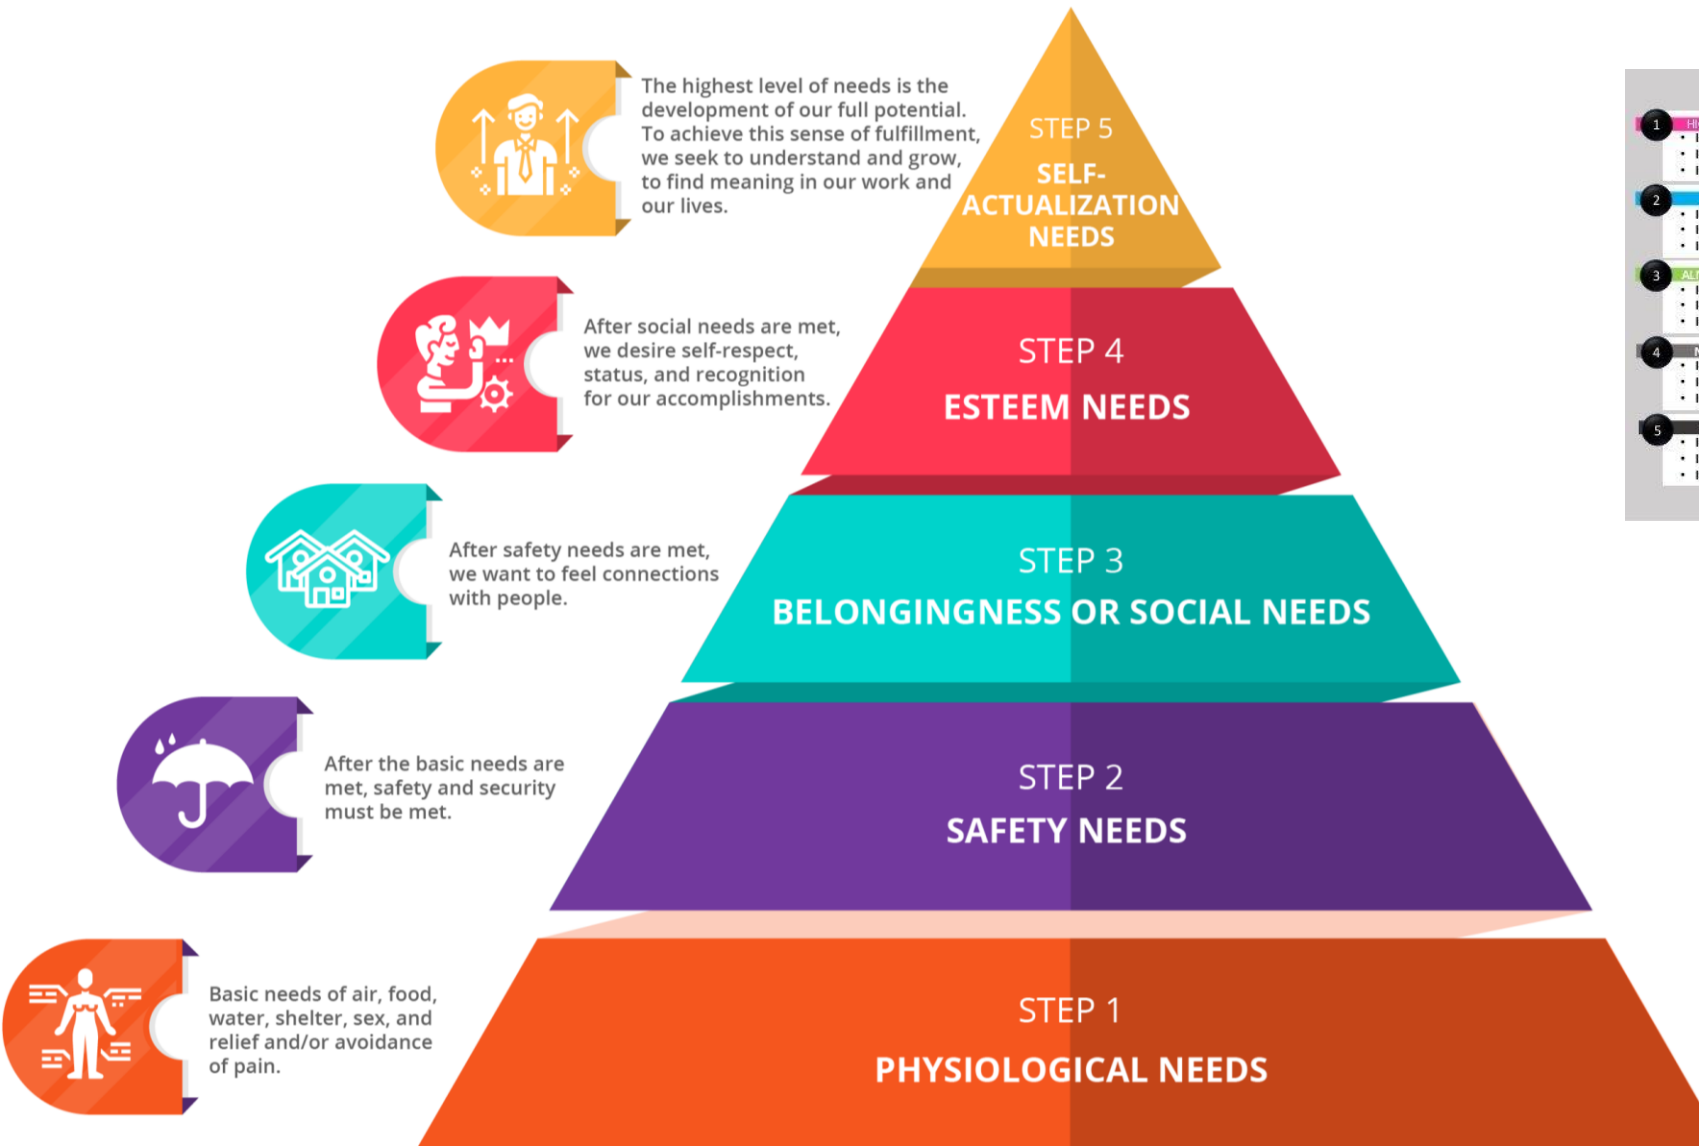 The highest level of needs is the
development of our full potential.
To achieve this sense of fulfillment,
we seek to understand and grow,
to find meaning in our work and
our lives.
STEP 5
SELF-
ACTUALIZATION
NEEDS
After social needs are met,
we desire self-respect,
status, and recognition
for our accomplishments.
STEP 4
ESTEEM NEEDS
After safety needs are met,
we want to feel connections
with people.
STEP 3
BELONGINGNESS OR SOCIAL NEEDS
After the basic needs are
met, safety and security
must be met.
STEP 2
SAFETY NEEDS
Basic needs of air, food,
water, shelter, sex, and
relief and/or avoidance
of pain.
STEP 1
PHYSIOLOGICAL NEEDS
1
2
3
4
5